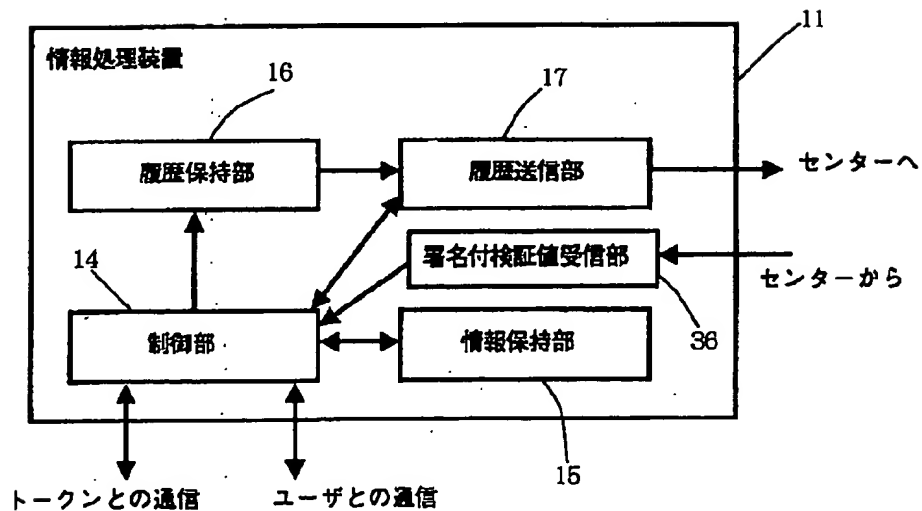 11
情報処理装置
16
17
履歴保持部
履歴送信部
センターへ
署名付検証値受信部
センターから
14
制御部
情報保持部
36
15
トークンとの通信
ユーザとの通信